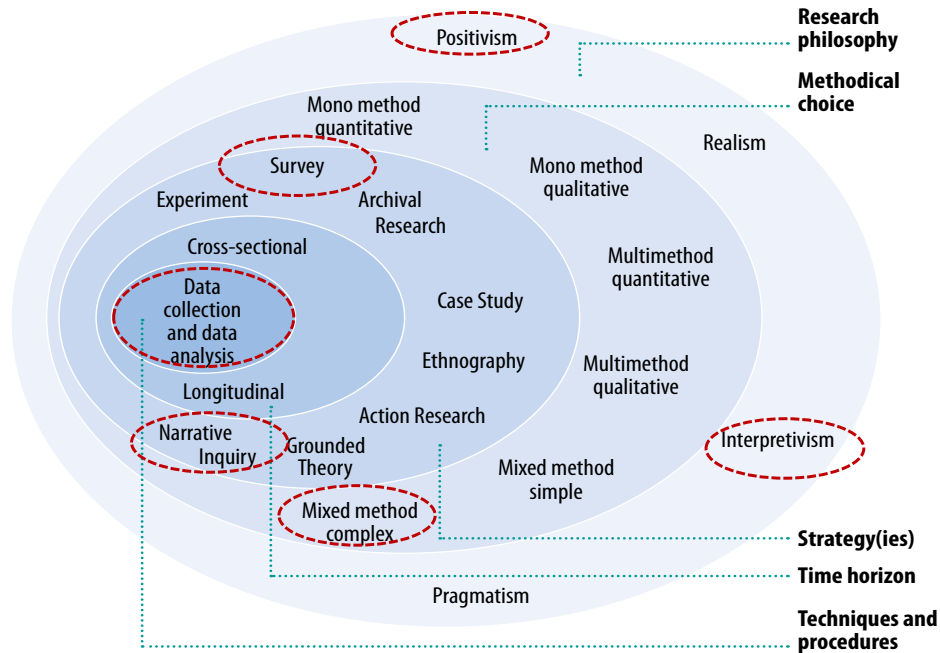 Positivism
Research
philosophy
Methodical
choice
Mono method
quantitative
Realism
Survey
Mono method
qualitative
Experiment
Archival
Research
Cross-sectional
Multimethod
quantitative
Data
collection
and data
analysis
Case Study
Ethnography
Multimethod
qualitative
Longitudinal
Action Research
Narrative
Inquiry
Grounded
Theory
Interpretivism
Mixed method
simple
Mixed method
complex
Strategy(ies)
Time horizon
Pragmatism
Techniques and
procedures